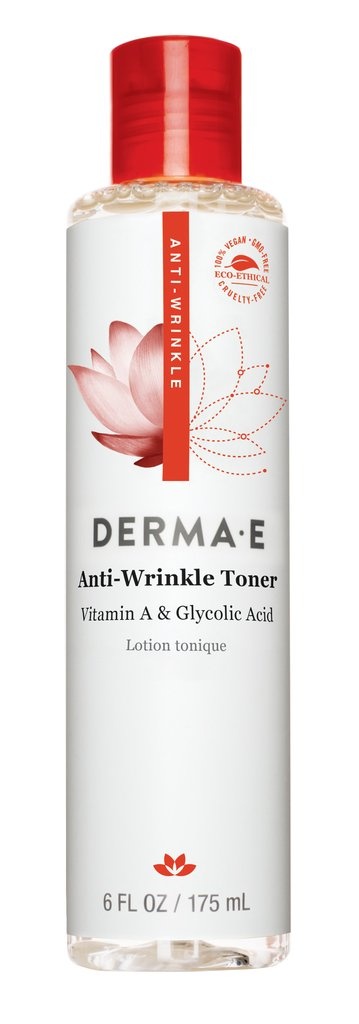 ANTI-WRINKLE
100% VEGAN • GMO-FREE
ECO-ETHICAL
CRUELTY-FREE
DERMA·E
Anti-Wrinkle Toner
Vitamin A & Glycolic Acid
Lotion tonique
6 FL OZ / 175 mL